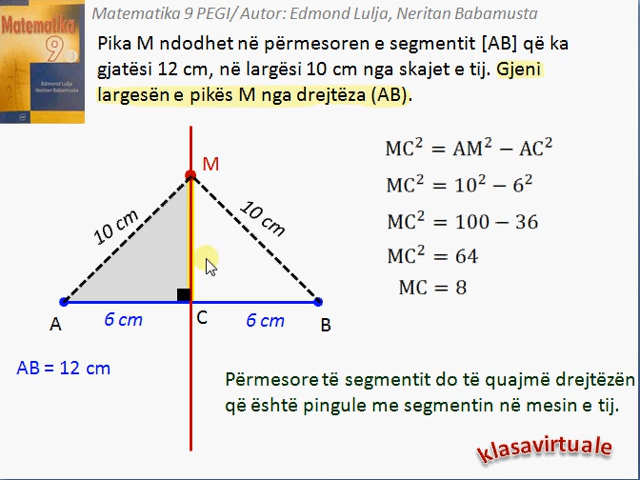 Matematika 9 PEGI/ Autor: Edmond Lulja, Neritan Babamusta
Matematika
9
Edmond Lulja
Neritan Babamusta
Pika M ndodhet në përmesoren e segmentit [AB] që ka
gjatësi 12 cm, në largësi 10 cm nga skajet e tij. Gjeni
largesën e pikës M nga drejtëza (AB).
M
10 cm
10 cm
A
6 cm
C
6 cm
B
AB = 12 cm
MC² = AM² − AC²
MC² = 10² − 6²
MC² = 100 − 36
MC² = 64
MC = 8
Përmesore të segmentit do të quajmë drejtëzën
që është pingule me segmentin në mesin e tij.
klasavirtuale